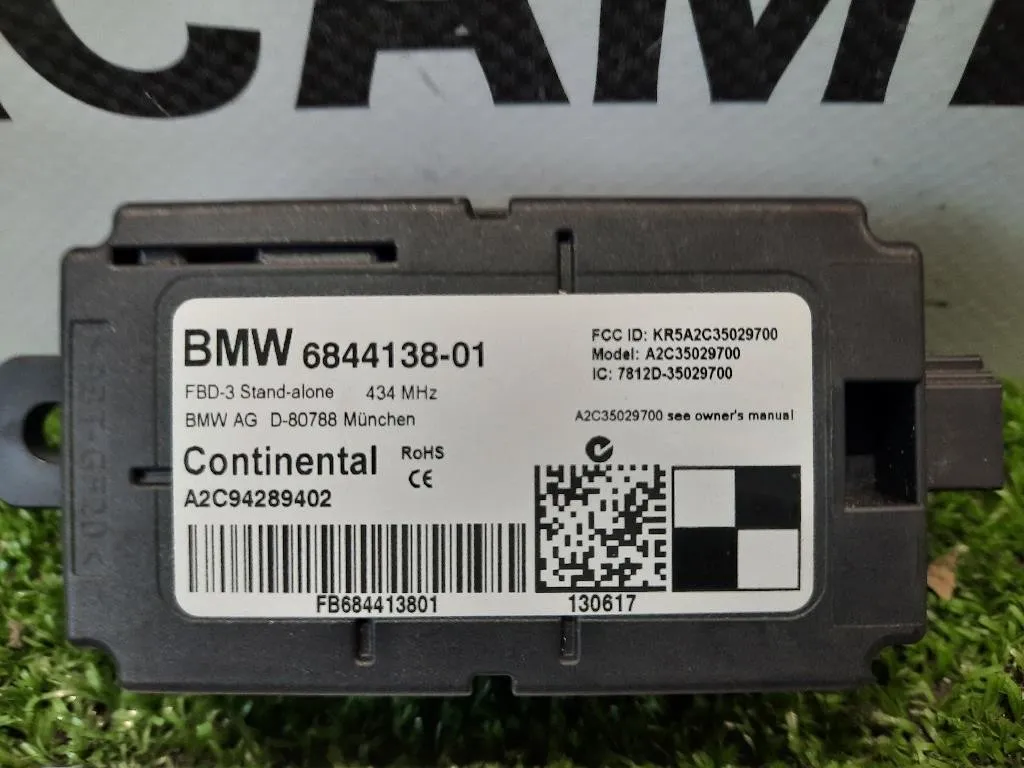 CAM
BMW 6844138-01
FBD-3 Stand-alone 434 MHz
BMW AG D-80788 München
Continental RoHS
CE
A2C94289402
FB684413801
FCC ID: KR5A2C35029700
Model: A2C35029700
IC: 7812D-35029700
A2C35029700 see owner's manual
130617